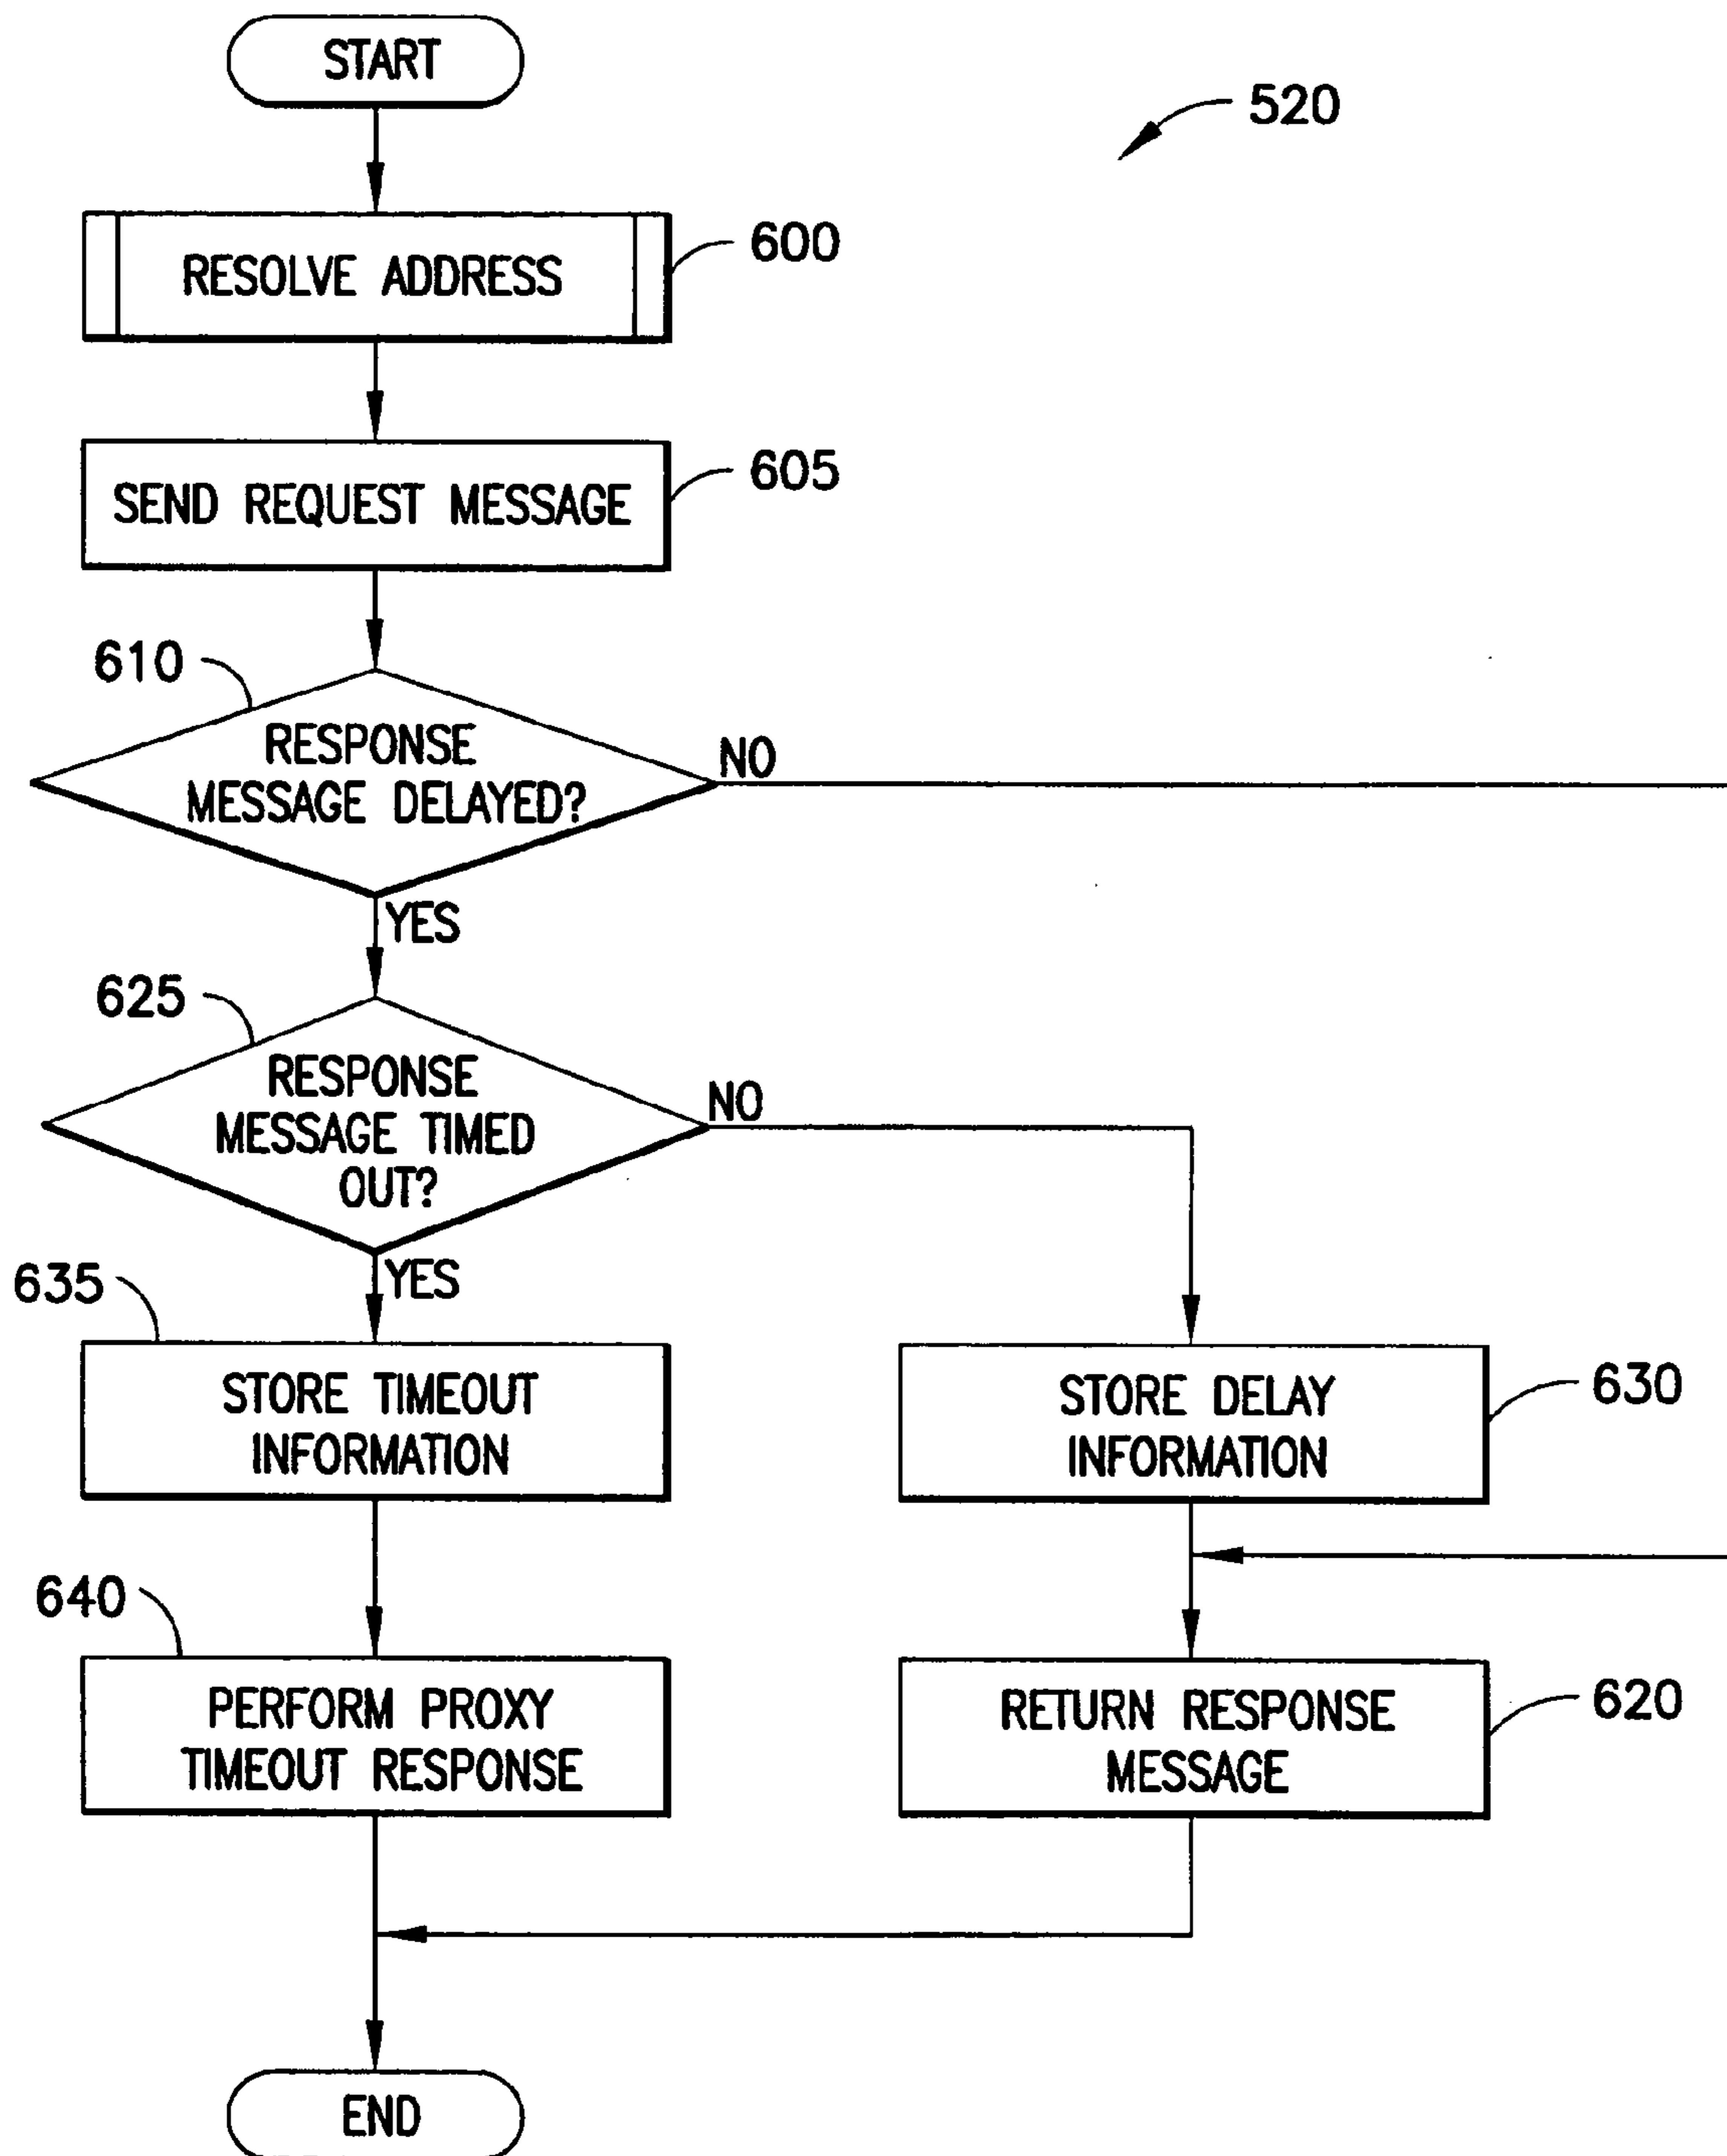 START
520
RESOLVE ADDRESS
600
SEND REQUEST MESSAGE
605
610
RESPONSE
MESSAGE DELAYED?
NO
YES
625
RESPONSE
MESSAGE TIMED
OUT?
NO
YES
635
STORE TIMEOUT
INFORMATION
STORE DELAY
INFORMATION
630
640
PERFORM PROXY
TIMEOUT RESPONSE
RETURN RESPONSE
MESSAGE
620
END